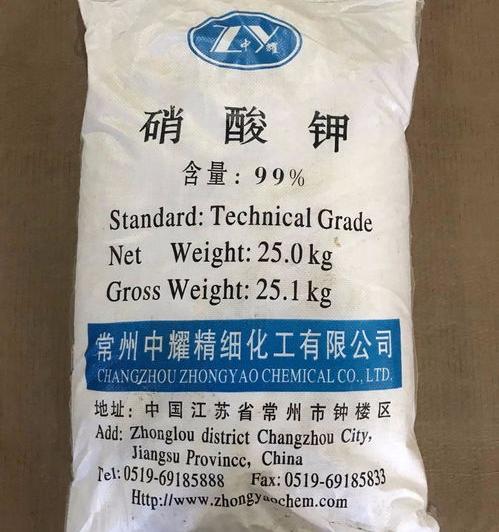 ZY
中耀
硝酸钾
含量: 99%
Standard: Technical Grade
Net Weight: 25.0 kg
Gross Weight: 25.1 kg
常州中耀精细化工有限公司
CHANGZHOU ZHONGYAO CHEMICAL CO., LTD.
地址: 中国江苏省常州市钟楼区
Add: Zhonglou district Changzhou City,
Jiangsu Province, China
Tel: 0519-69185888 Fax: 0519-69185833
Http://www.zhongyaochem.com